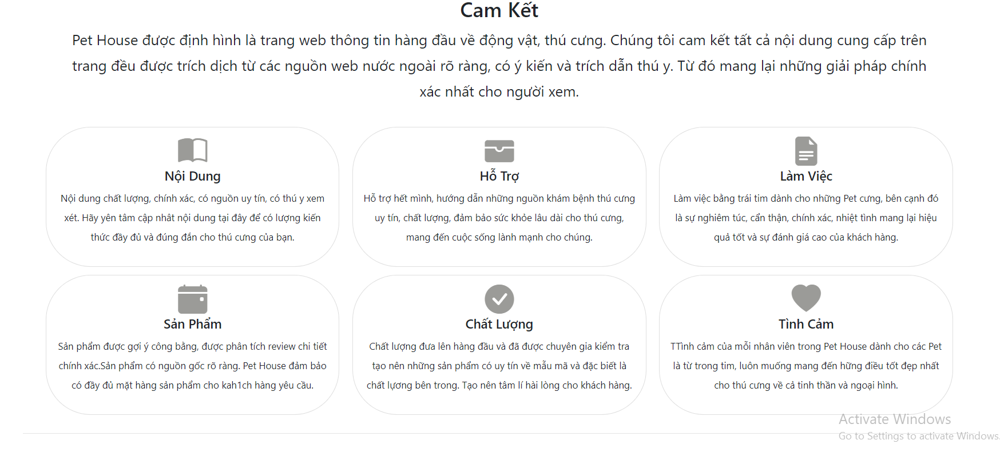 Cam Kết
Pet House được định hình là trang web thông tin hàng đầu về động vật, thú cưng. Chúng tôi cam kết tất cả nội dung cung cấp trên
trang đều được trích dịch từ các nguồn web nước ngoài rõ ràng, có ý kiến và trích dẫn thú y. Từ đó mang lại những giải pháp chính
xác nhất cho người xem.
Nội Dung
Nội dung chất lượng, chính xác, có nguồn uy tín, có thú y xem
xét. Hãy yên tâm cập nhât nội dung tại đây để có lượng kiến
thức đầy đủ và đúng đắn cho thú cưng của bạn.
Hỗ Trợ
Hỗ trợ hết mình, hướng dẫn những nguồn khám bệnh thú cưng
uy tín, chất lượng, đảm bảo sức khỏe lâu dài cho thú cưng,
mang đến cuộc sống lành mạnh cho chúng.
Làm Việc
Làm việc bằng trái tim dành cho những Pet cưng, bên cạnh đó
là sự nghiêm túc, cẩn thận, chính xác, nhiệt tình mang lại hiệu
quả tốt và sự đánh giá cao của khách hàng.
Sản Phẩm
Sản phẩm được gợi ý công bằng, được phân tích review chi tiết
chính xác.Sản phẩm có nguồn gốc rõ ràng. Pet House đảm bảo
có đầy đủ mặt hàng sản phẩm cho kah1ch hàng yêu cầu.
Chất Lượng
Chất lượng đưa lên hàng đầu và đã được chuyên gia kiểm tra
tạo nên những sản phẩm có uy tín về mẫu mã và đặc biết là
chất lựơng bên trong. Tạo nên tâm lí hài lòng cho khách hàng.
Tình Cảm
TTình cảm của mỗi nhân viên trong Pet House dành cho các Pet
là từ trong tim, luôn muống mang đến hững điều tốt đẹp nhất
cho thú cưng về cả tinh thần và ngoại hình.
Activate Windows
Go to Settings to activate Windows.